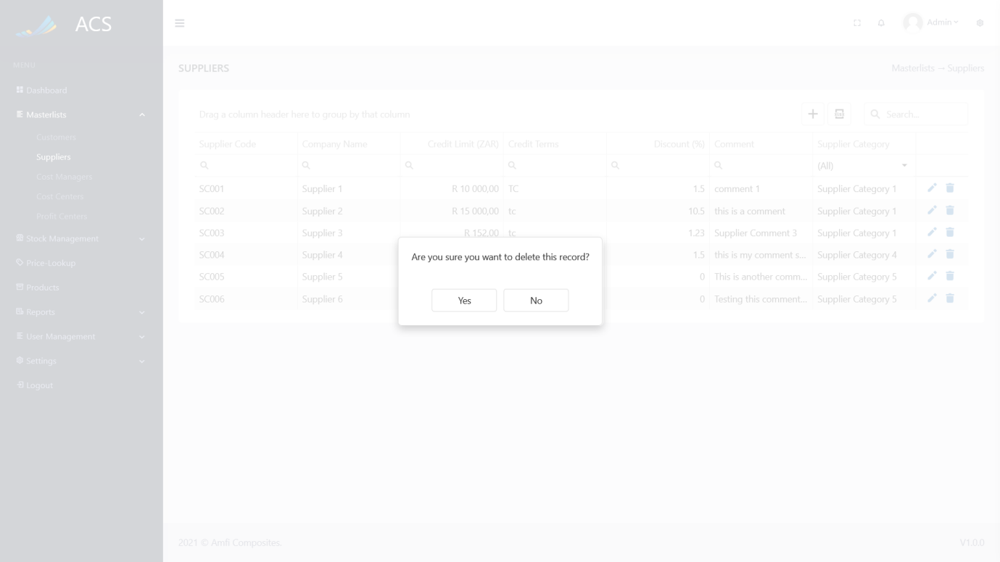 ACS
Admin
MENU
SUPPLIERS
Masterlists → Suppliers
Dashboard
Masterlists
Customers
Suppliers
Cost Managers
Cost Centers
Profit Centers
Stock Management
Price-Lookup
Products
Reports
User Management
Settings
Logout
Drag a column header here to group by that column
Search...
Supplier Code Company Name Credit Limit (ZAR) Credit Terms Discount (%) Comment Supplier Category
(All)
SC001 Supplier 1 R 10 000,00 TC 1.5 comment 1 Supplier Category 1
SC002 Supplier 2 R 15 000,00 tc 10.5 this is a comment Supplier Category 1
SC003 Supplier 3 R 152,00 tc 1.23 Supplier Comment 3 Supplier Category 1
SC004 Supplier 4 1.5 this is my comment s... Supplier Category 4
SC005 Supplier 5 0 This is another comm... Supplier Category 5
SC006 Supplier 6 0 Testing this comment... Supplier Category 5
Are you sure you want to delete this record?
Yes No
2021 © Amfi Composites.
V1.0.0